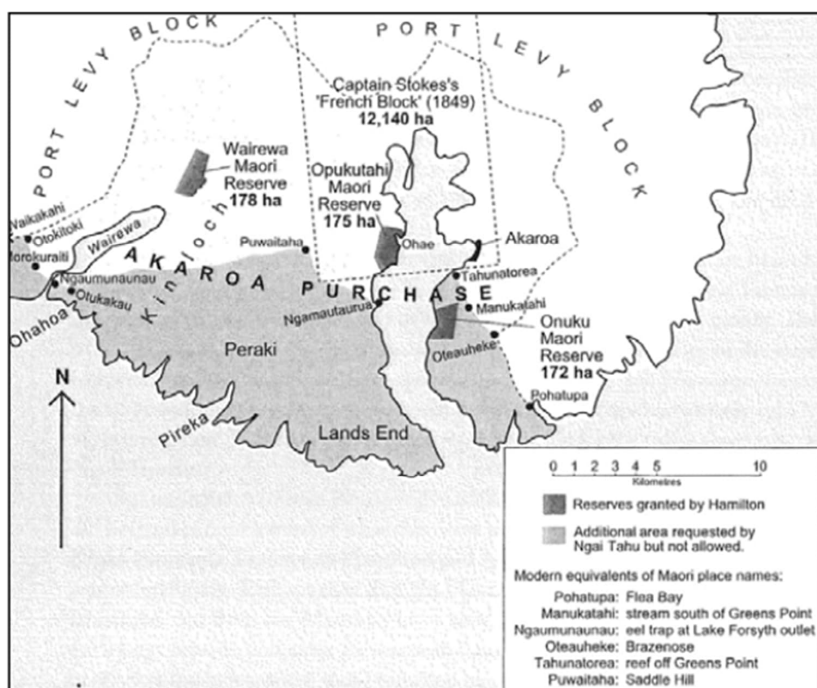 PORT LEVY BLOCK
PORT LEVY BLOCK
Captain Stokes's
'French Block' (1849)
12,140 ha
Wairewa
Maori
Reserve
178 ha
Opukutahi
Maori
Reserve
175 ha
Waikakahi
Otokitoki
Wairewa
Puwaitaha
Ohae
Akaroa
Ngaumunaunau
Otukakau
Kinloch
AKAROA PURCHASE
Tahunatorea
Ngamautaurua
Manukatahi
Ohahoa
Peraki
Oteauheke
Onuku
Maori
Reserve
172 ha
N
Pohatupa
Pireka
Lands End
0 1 2 3 4 5 10
Kilometres
Reserves granted by Hamilton
Additional area requested by
Ngai Tahu but not allowed.
Modern equivalents of Maori place names:
Pohatupa: Flea Bay
Manukatahi: stream south of Greens Point
Ngaumunaunau: eel trap at Lake Forsyth outlet
Oteauheke: Brazenose
Tahunatorea: reef off Greens Point
Puwaitaha: Saddle Hill